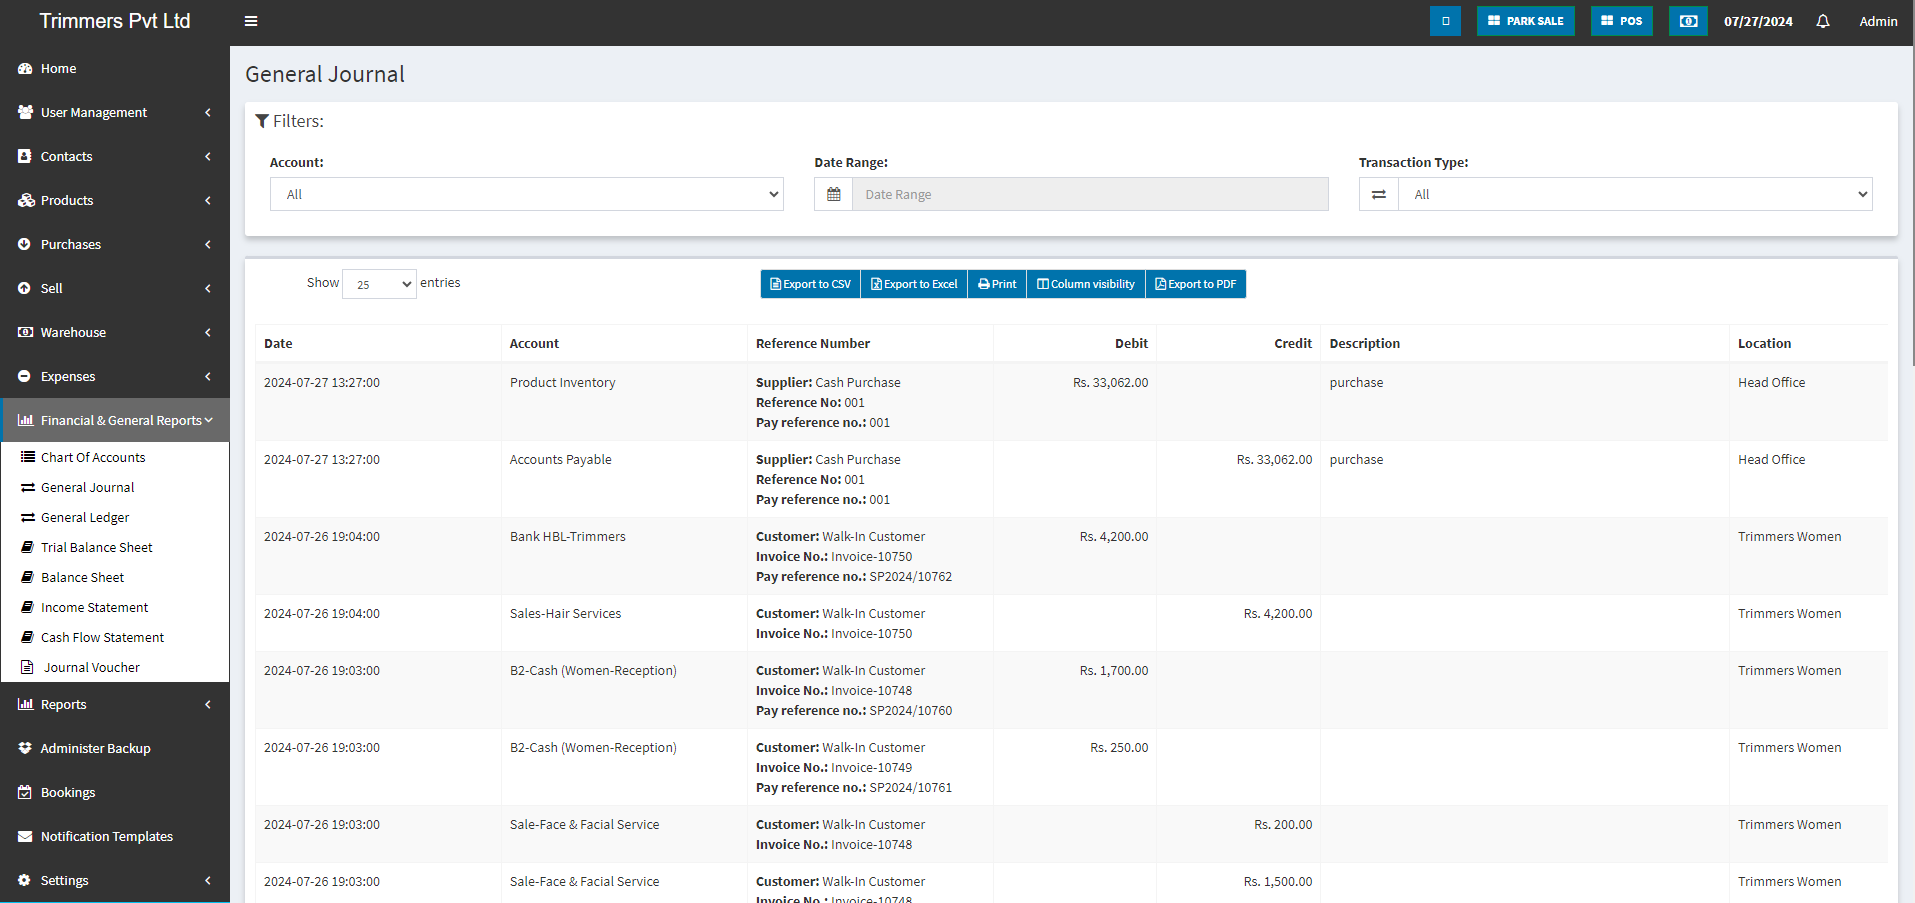 Trimmers Pvt Ltd
PARK SALE
POS
07/27/2024
Admin
Home
User Management
Contacts
Products
Purchases
Sell
Warehouse
Expenses
Financial & General Reports
Chart Of Accounts
General Journal
General Ledger
Trial Balance Sheet
Balance Sheet
Income Statement
Cash Flow Statement
Journal Voucher
Reports
Administer Backup
Bookings
Notification Templates
Settings
General Journal
Filters:
Account: Date Range: Transaction Type:
All Date Range All
Show 25 entries
Export to CSV Export to Excel Print Column visibility Export to PDF
Date Account Reference Number Debit Credit Description Location
2024-07-27 13:27:00 Product Inventory Supplier: Cash Purchase Rs. 33,062.00 purchase Head Office
Reference No: 001
Pay reference no.: 001
2024-07-27 13:27:00 Accounts Payable Supplier: Cash Purchase Rs. 33,062.00 purchase Head Office
Reference No: 001
Pay reference no.: 001
2024-07-26 19:04:00 Bank HBL-Trimmers Customer: Walk-In Customer Rs. 4,200.00 Trimmers Women
Invoice No.: Invoice-10750
Pay reference no.: SP2024/10762
2024-07-26 19:04:00 Sales-Hair Services Customer: Walk-In Customer Rs. 4,200.00 Trimmers Women
Invoice No.: Invoice-10750
2024-07-26 19:03:00 B2-Cash (Women-Reception) Customer: Walk-In Customer Rs. 1,700.00 Trimmers Women
Invoice No.: Invoice-10748
Pay reference no.: SP2024/10760
2024-07-26 19:03:00 B2-Cash (Women-Reception) Customer: Walk-In Customer Rs. 250.00 Trimmers Women
Invoice No.: Invoice-10749
Pay reference no.: SP2024/10761
2024-07-26 19:03:00 Sale-Face & Facial Service Customer: Walk-In Customer Rs. 200.00 Trimmers Women
Invoice No.: Invoice-10748
2024-07-26 19:03:00 Sale-Face & Facial Service Customer: Walk-In Customer Rs. 1,500.00 Trimmers Women
Invoice No.: Invoice-10748